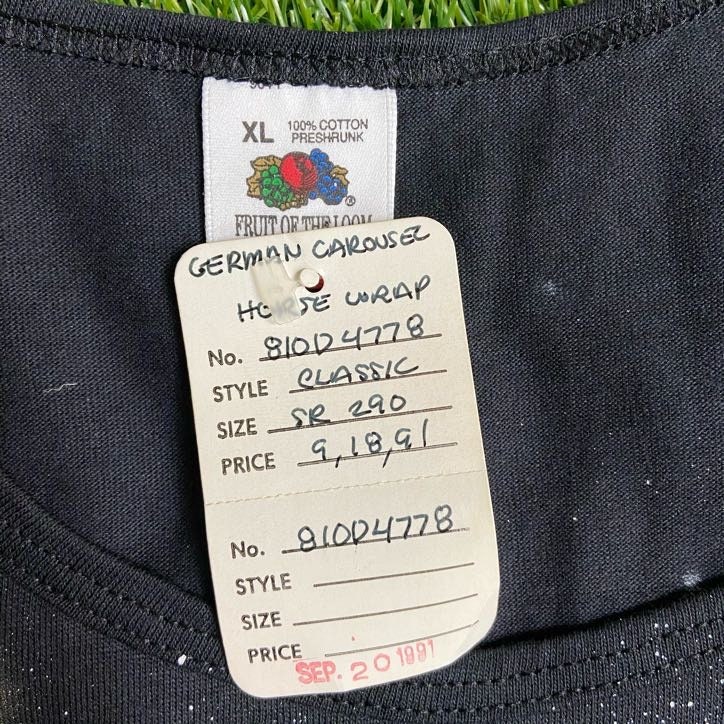 XL 100% COTTON
PRESHRUNK
®
FRUIT OF THE LOOM
GERMAN CAROUSEL
HORSE WRAP
No. 810D4778
STYLE CLASSIC
SIZE SR 290
PRICE 9,18,91
No. 810D4778
STYLE
SIZE
PRICE
SEP. 20 1991